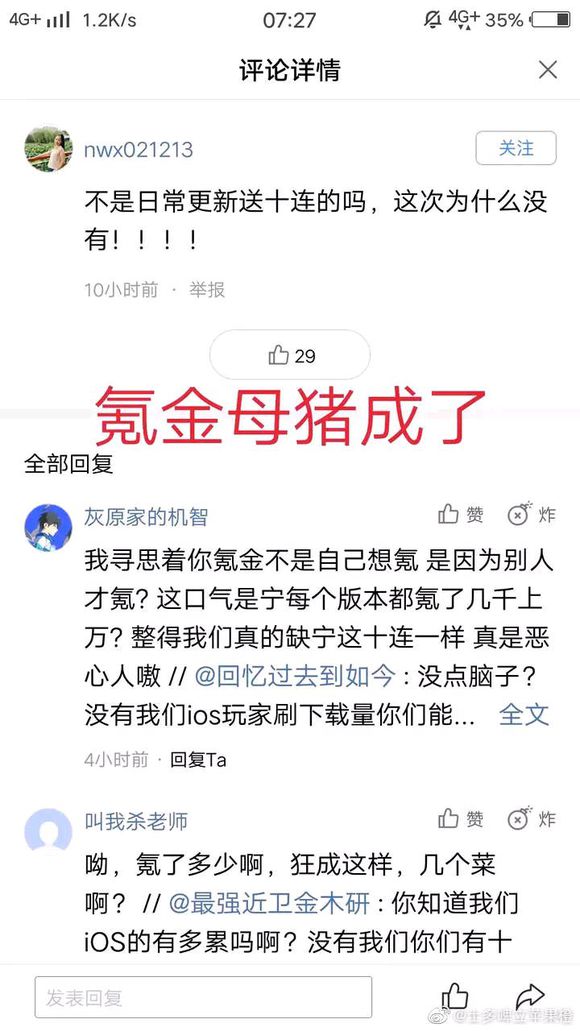 4G+ 1.2K/s 07:27 4G+ 35%
评论详情
nwx021213 关注
不是日常更新送十连的吗，这次为什么没
有！！！！
10小时前 · 举报
29
氪金母猪成了
全部回复
灰原家的机智 赞 炸
我寻思着你氪金不是自己想氪 是因为别人
才氪？这口气是宁每个版本都氪了几千上
万？整得我们真的缺宁这十连一样 真是恶
心人嗷 // @回忆过去到如今 : 没点脑子？
没有我们ios玩家刷下载量你们能... 全文
4小时前 · 回复Ta
叫我杀老师 赞 炸
呦，氪了多少啊，狂成这样，几个菜
啊？ // @最强近卫金木研 : 你知道我们
iOS的有多累吗啊？没有我们你们有十
发表回复